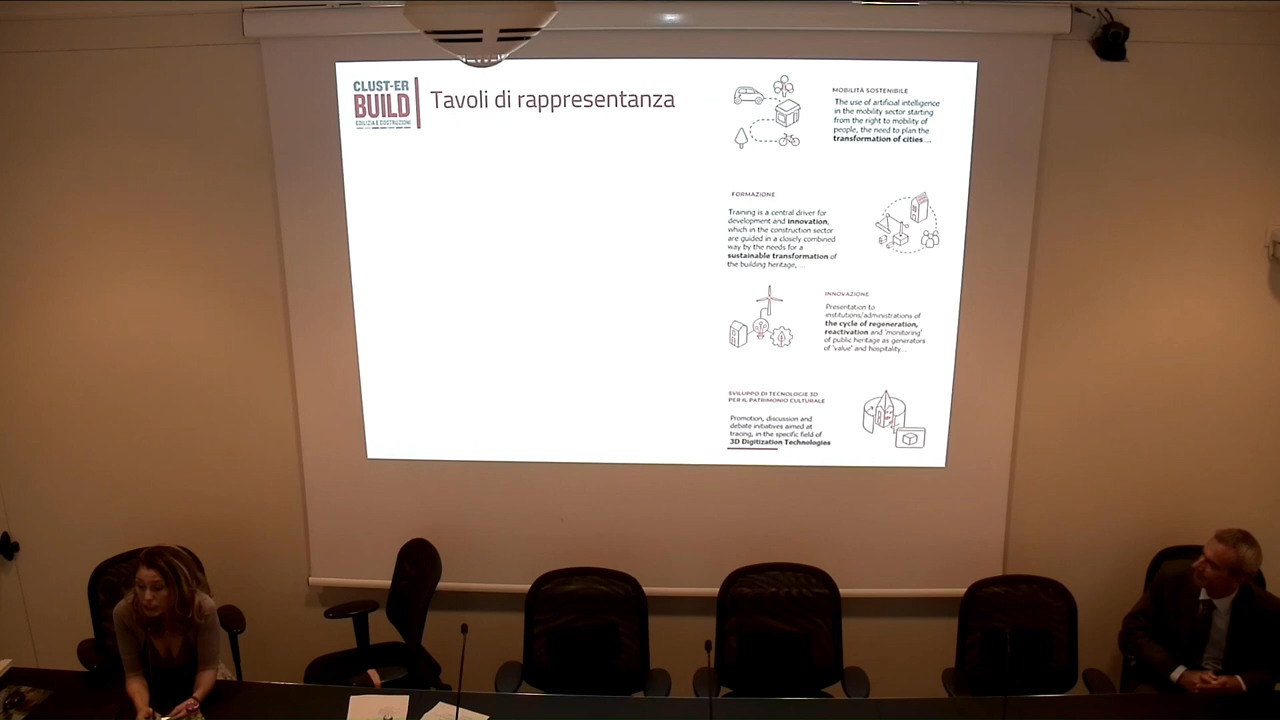 CLUST-ER
BUILD
EDILIZIA E COSTRUZIONI
Tavoli di rappresentanza
MOBILITÀ SOSTENIBILE
The use of artificial intelligence
in the mobility sector starting
from the right to mobility of
people, the need to plan the
transformation of cities ...
FORMAZIONE
Training is a central driver for
development and innovation,
which in the construction sector
are guided in a closely combined
way by the needs for a
sustainable transformation of
the building heritage, ...
INNOVAZIONE
Presentation to
institutions/administrations of
the cycle of regeneration,
reactivation and 'monitoring'
of public heritage as generators
of 'value' and hospitality...
SVILUPPO DI TECNOLOGIE 3D
PER IL PATRIMONIO CULTURALE
Promotion, discussion and
debate initiatives aimed at
tracing, in the specific field of
3D Digitization Technologies